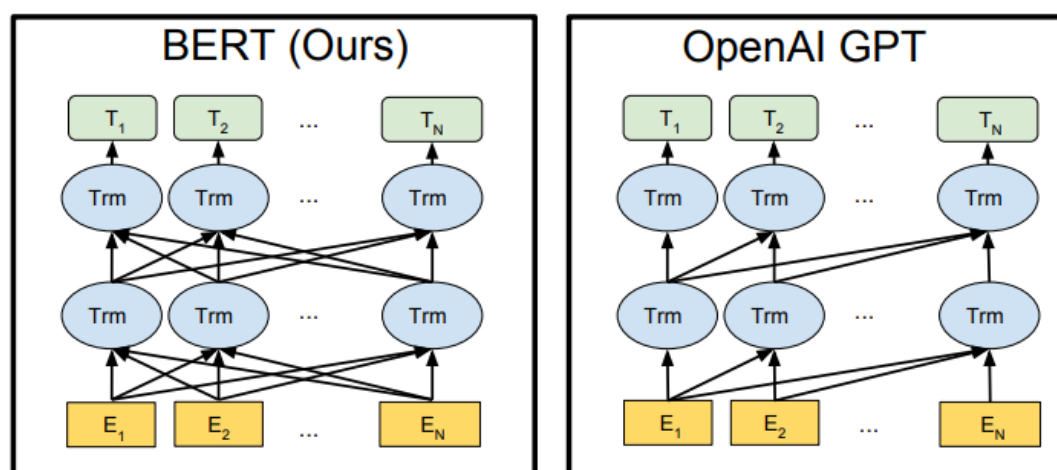 BERT (Ours)
T1 T2 ... TN
Trm Trm ... Trm
Trm Trm ... Trm
E1 E2 ... EN
OpenAI GPT
T1 T2 ... TN
Trm Trm ... Trm
Trm Trm ... Trm
E1 E2 ... EN